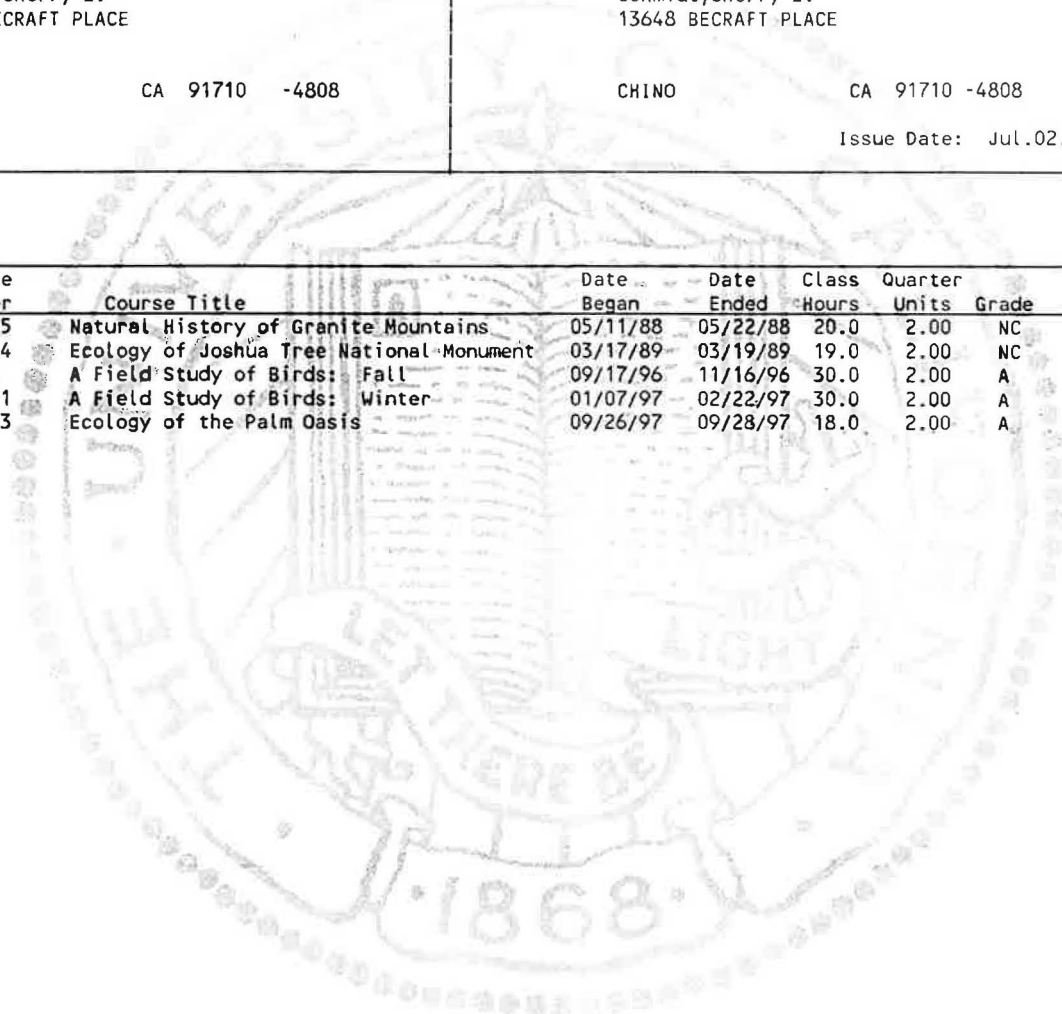 ECRAFT PLACE
13648 BECRAFT PLACE
CA 91710 -4808
CHINO CA 91710 -4808
Issue Date: Jul.02
e Date Date Class Quarter
r Course Title Began Ended Hours Units Grade
5 Natural History of Granite Mountains 05/11/88 05/22/88 20.0 2.00 NC
4 Ecology of Joshua Tree National Monument 03/17/89 03/19/89 19.0 2.00 NC
A Field Study of Birds: Fall 09/17/96 11/16/96 30.0 2.00 A
1 A Field Study of Birds: Winter 01/07/97 02/22/97 30.0 2.00 A
3 Ecology of the Palm Oasis 09/26/97 09/28/97 18.0 2.00 A
LET THERE BE LIGHT
1868